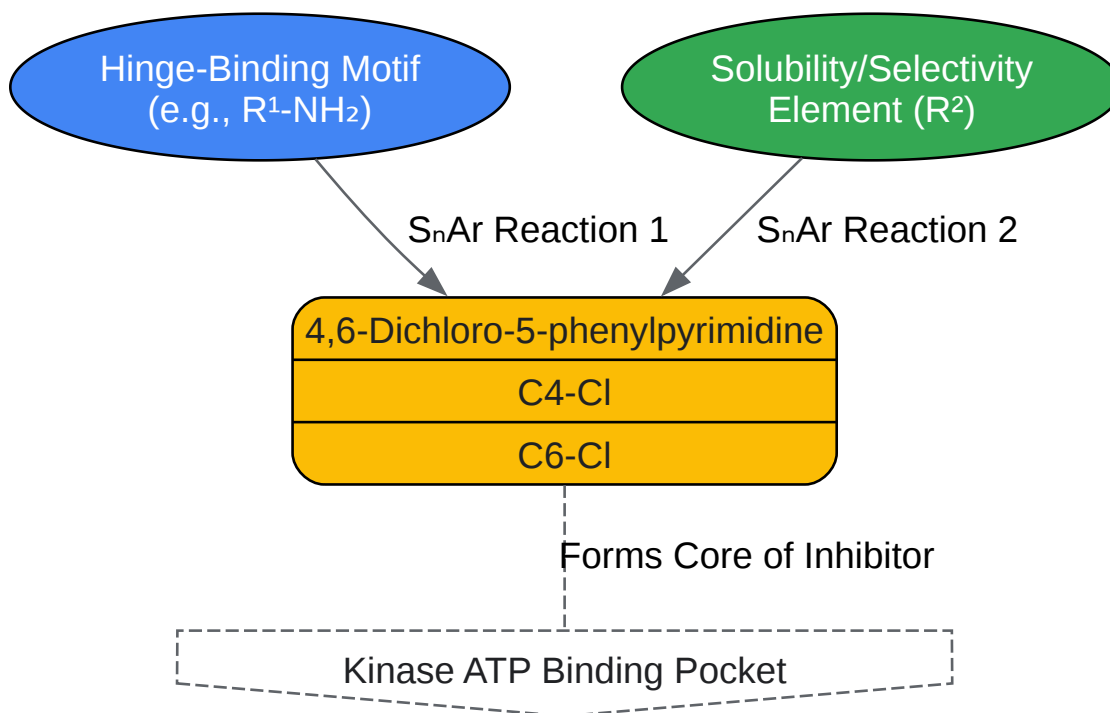 Hinge-Binding Motif
(e.g., R¹-NH₂)
Solubility/Selectivity
Element (R²)
SₙAr Reaction 1
SₙAr Reaction 2
4,6-Dichloro-5-phenylpyrimidine
C4-Cl
C6-Cl
Forms Core of Inhibitor
Kinase ATP Binding Pocket